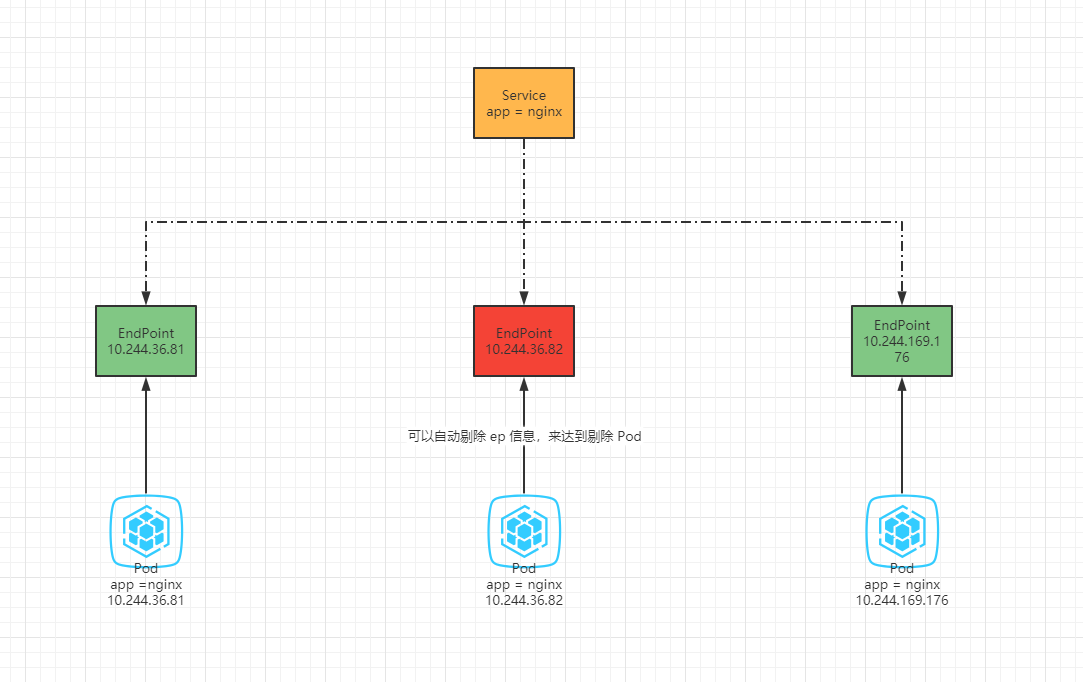 Service
app = nginx
EndPoint
10.244.36.81
EndPoint
10.244.36.82
EndPoint
10.244.169.1
76
可以自动剔除 ep 信息，来达到剔除 Pod
Pod
app =nginx
10.244.36.81
Pod
app = nginx
10.244.36.82
Pod
app = nginx
10.244.169.176